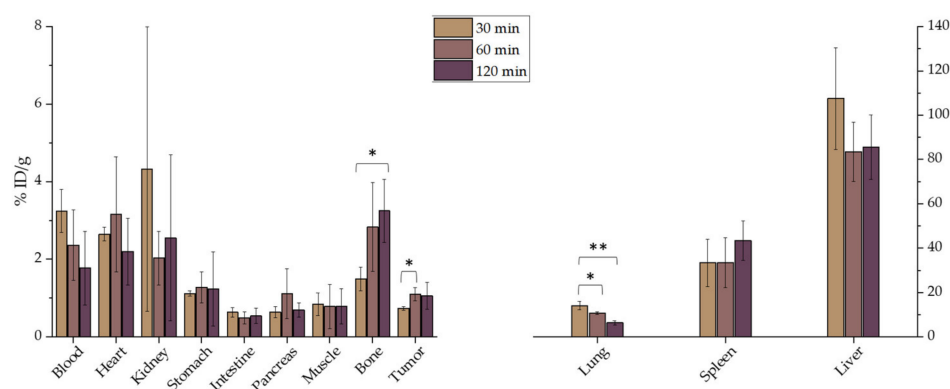 30 min
60 min
120 min
% ID/g
8
6
4
2
0
*
*
**
*
140
120
100
80
60
40
20
0
Blood
Heart
Kidney
Stomach
Intestine
Pancreas
Muscle
Bone
Tumor
Lung
Spleen
Liver